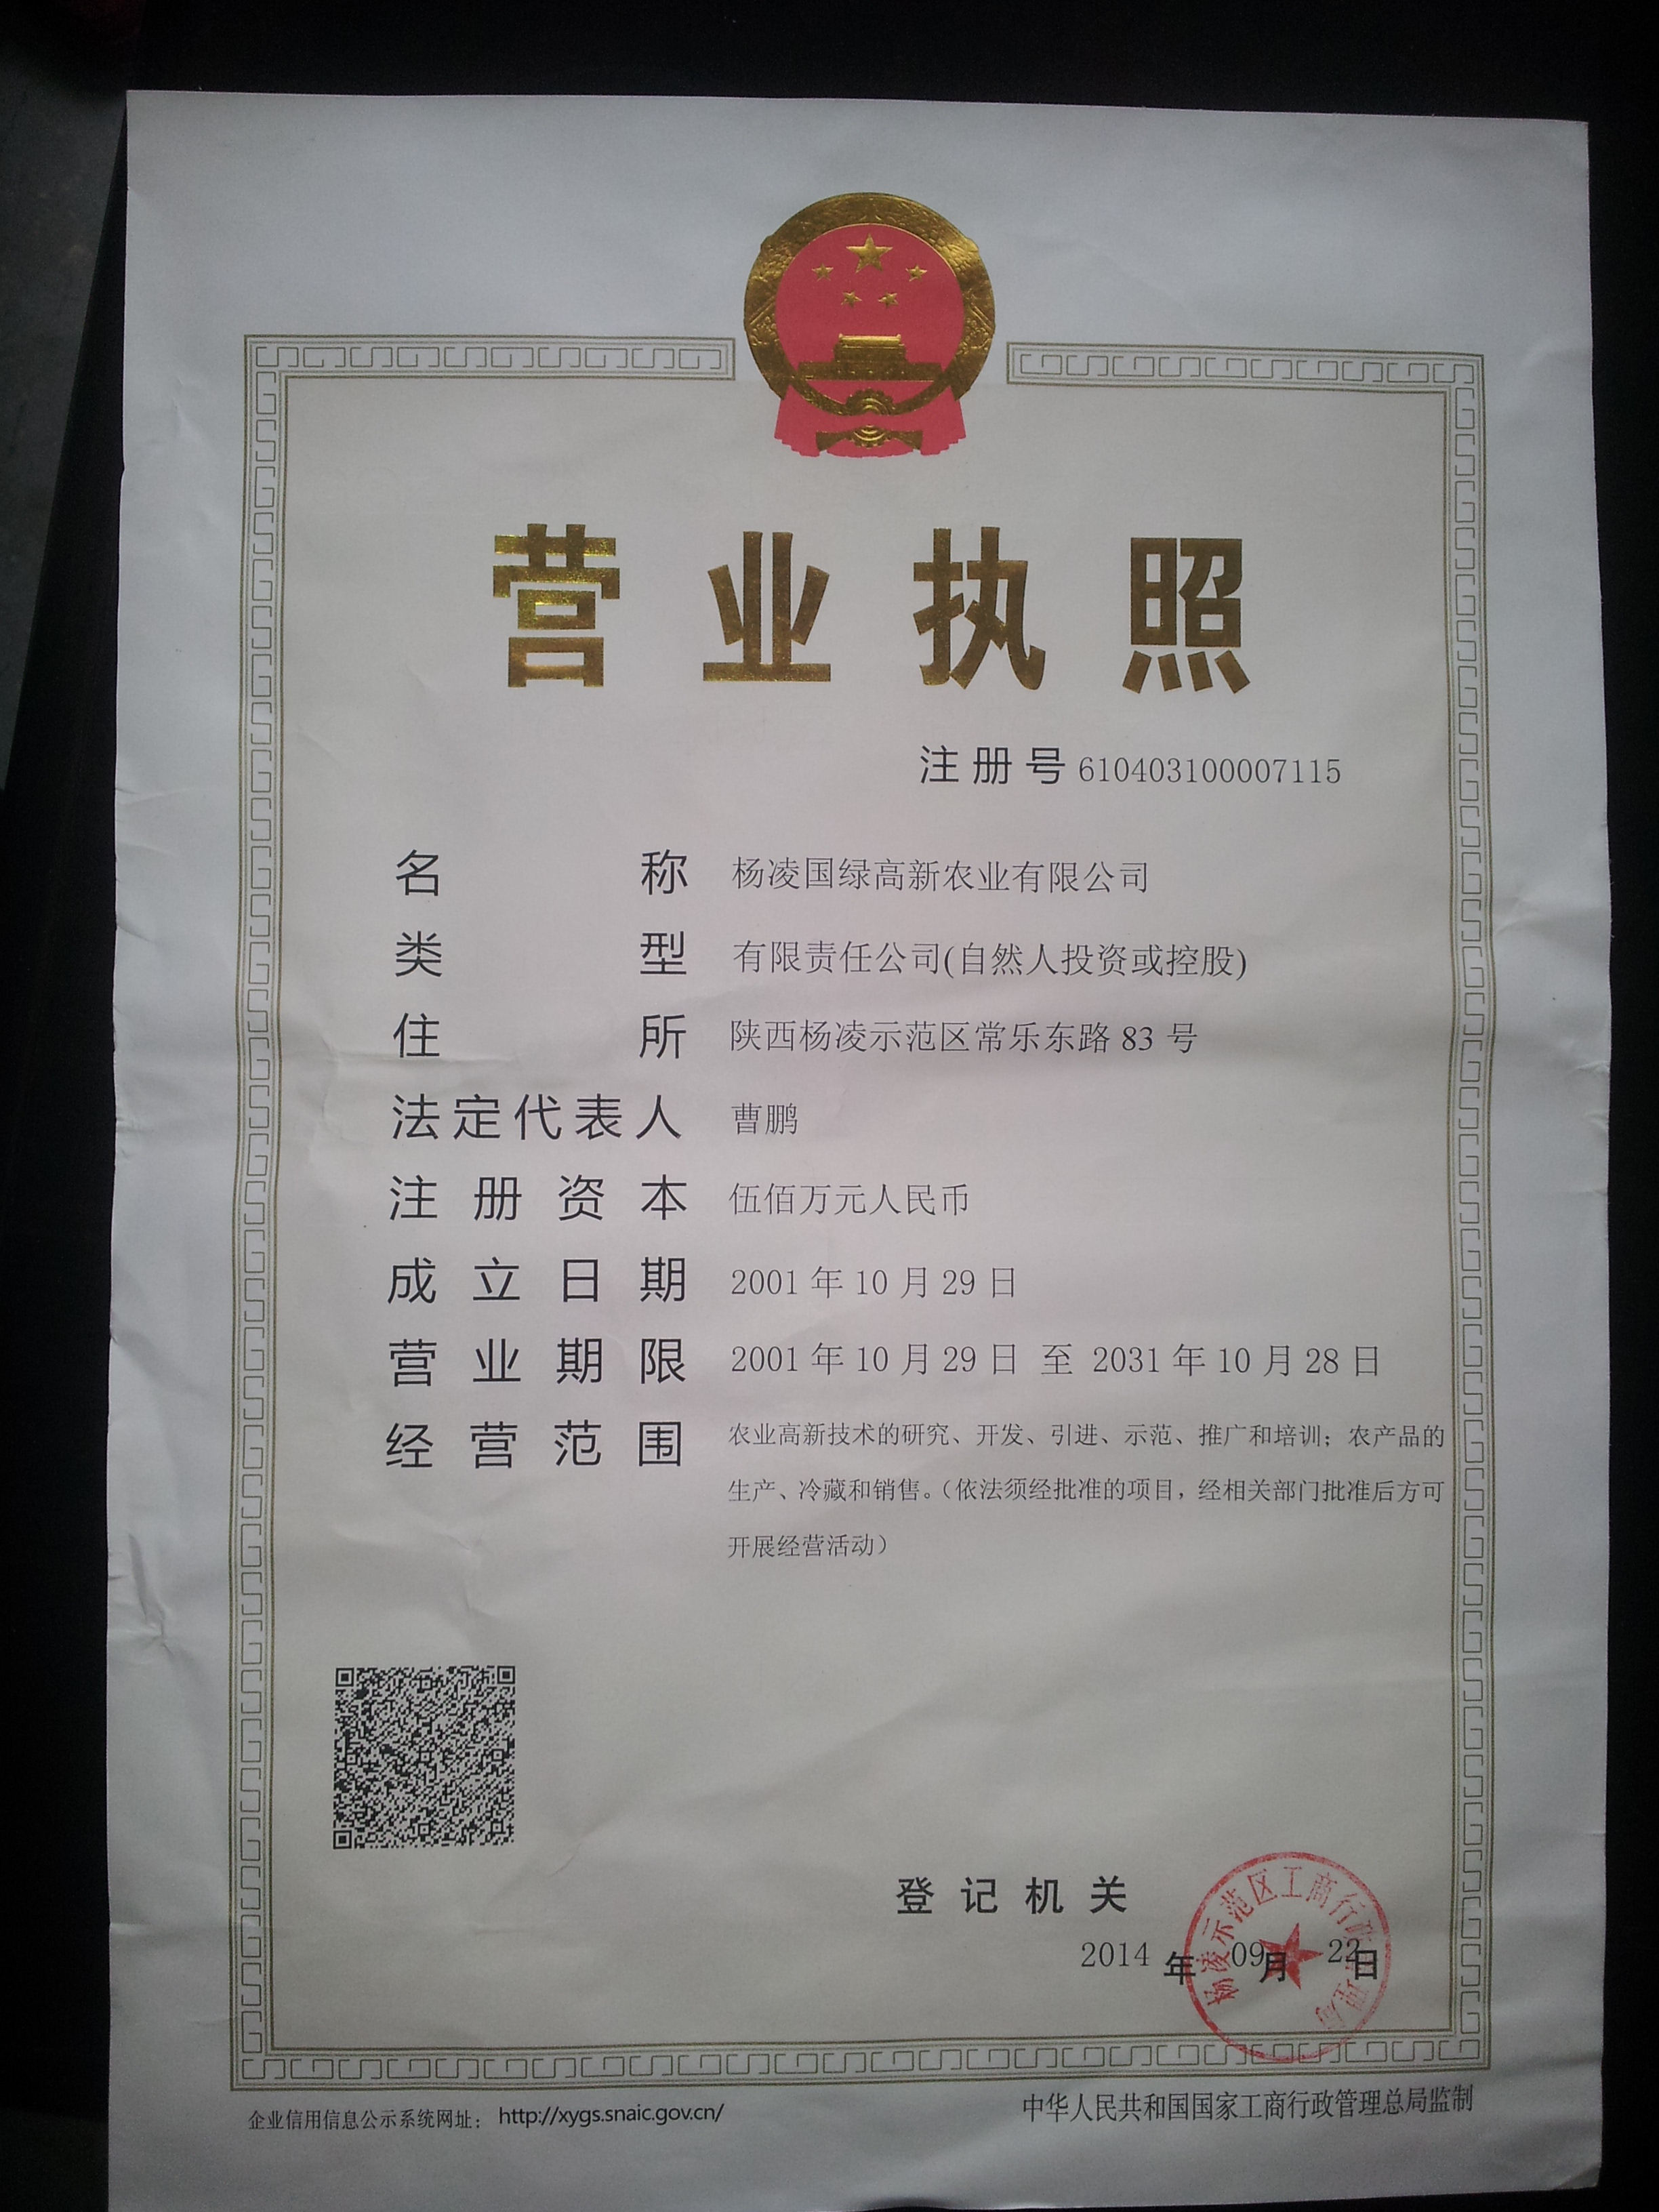 营业执照
注册号 610403100007115
名称 杨凌国绿高新农业有限公司
类型 有限责任公司(自然人投资或控股)
住所 陕西杨凌示范区常乐东路 83 号
法定代表人 曹鹏
注册资本 伍佰万元人民币
成立日期 2001 年 10 月 29 日
营业期限 2001 年 10 月 29 日 至 2031 年 10 月 28 日
经营范围 农业高新技术的研究、开发、引进、示范、推广和培训；农产品的
生产、冷藏和销售。（依法须经批准的项目，经相关部门批准后方可
开展经营活动）
登记机关
杨凌示范区工商行政管理局
2014 年 09 月 22 日
企业信用信息公示系统网址： http://xygs.snaic.gov.cn/
中华人民共和国国家工商行政管理总局监制